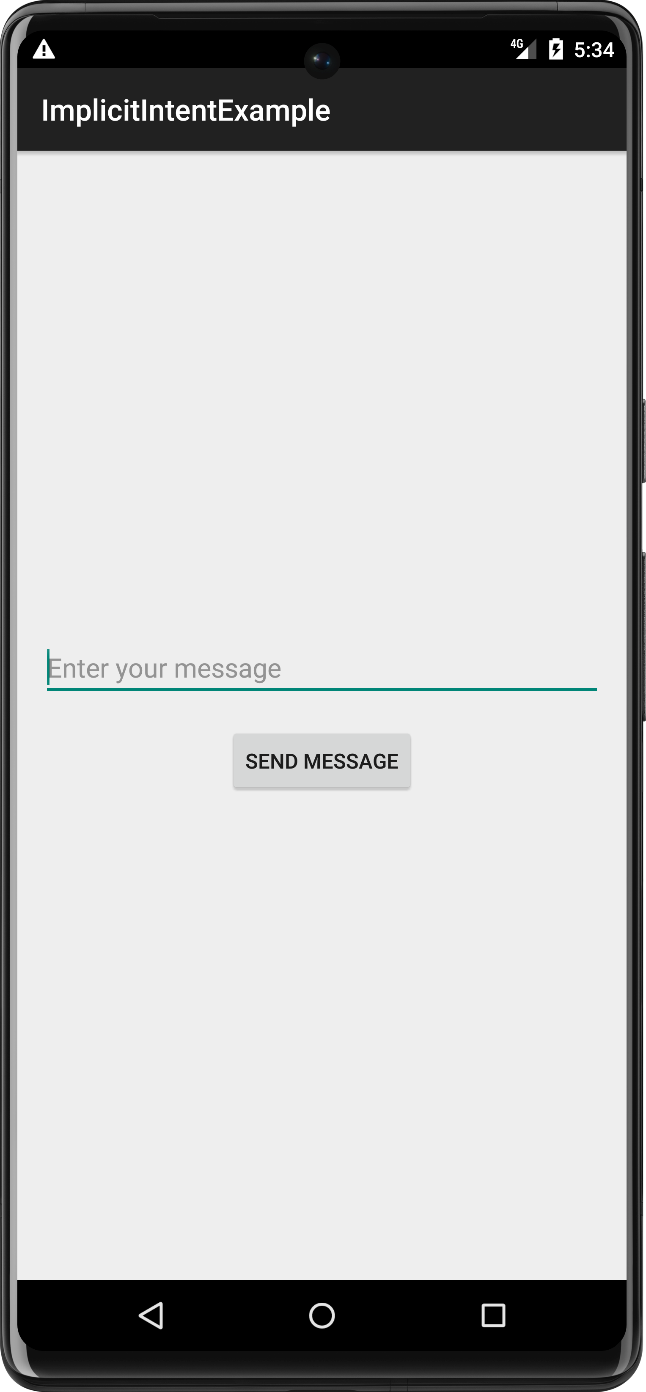 4G 5:34
ImplicitIntentExample
Enter your message
SEND MESSAGE